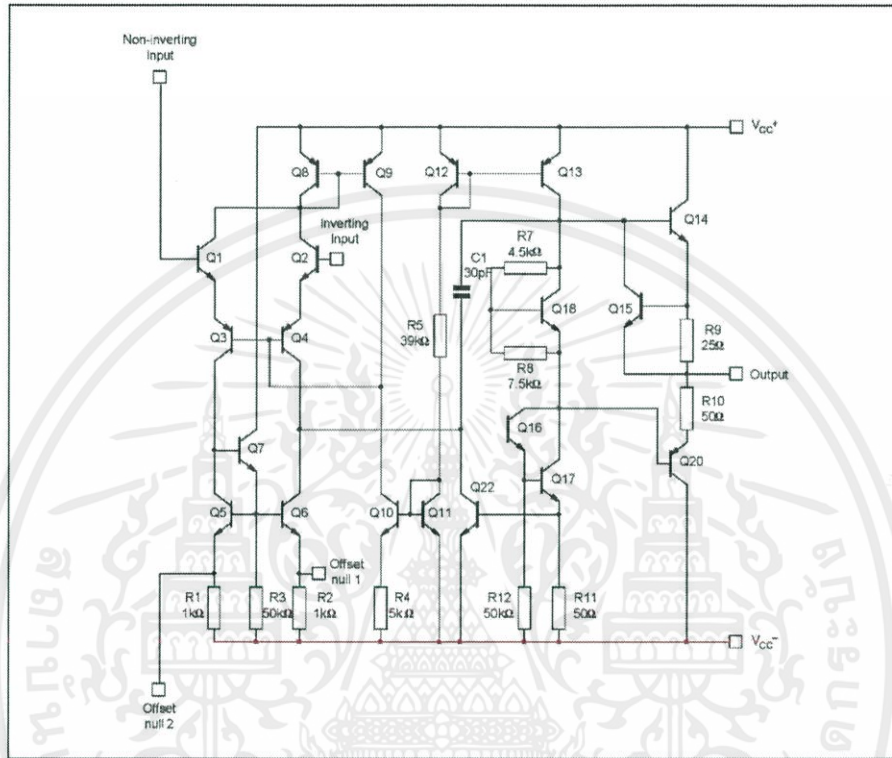 Non-inverting
Input
V_CC+
Q8
Q9
Q12
Q13
Inverting
Input
Q14
Q1
Q2
C1
30pF
R7
4.5kΩ
Q18
Q15
Q3
Q4
R5
39kΩ
R9
25Ω
R8
7.5kΩ
Output
R10
50Ω
Q7
Q16
Q17
Q20
Q5
Q6
Q10
Q11
Q22
Offset
null 1
R1
1kΩ
R3
50kΩ
R2
1kΩ
R4
5kΩ
R12
50kΩ
R11
50Ω
V_CC-
Offset
null 2